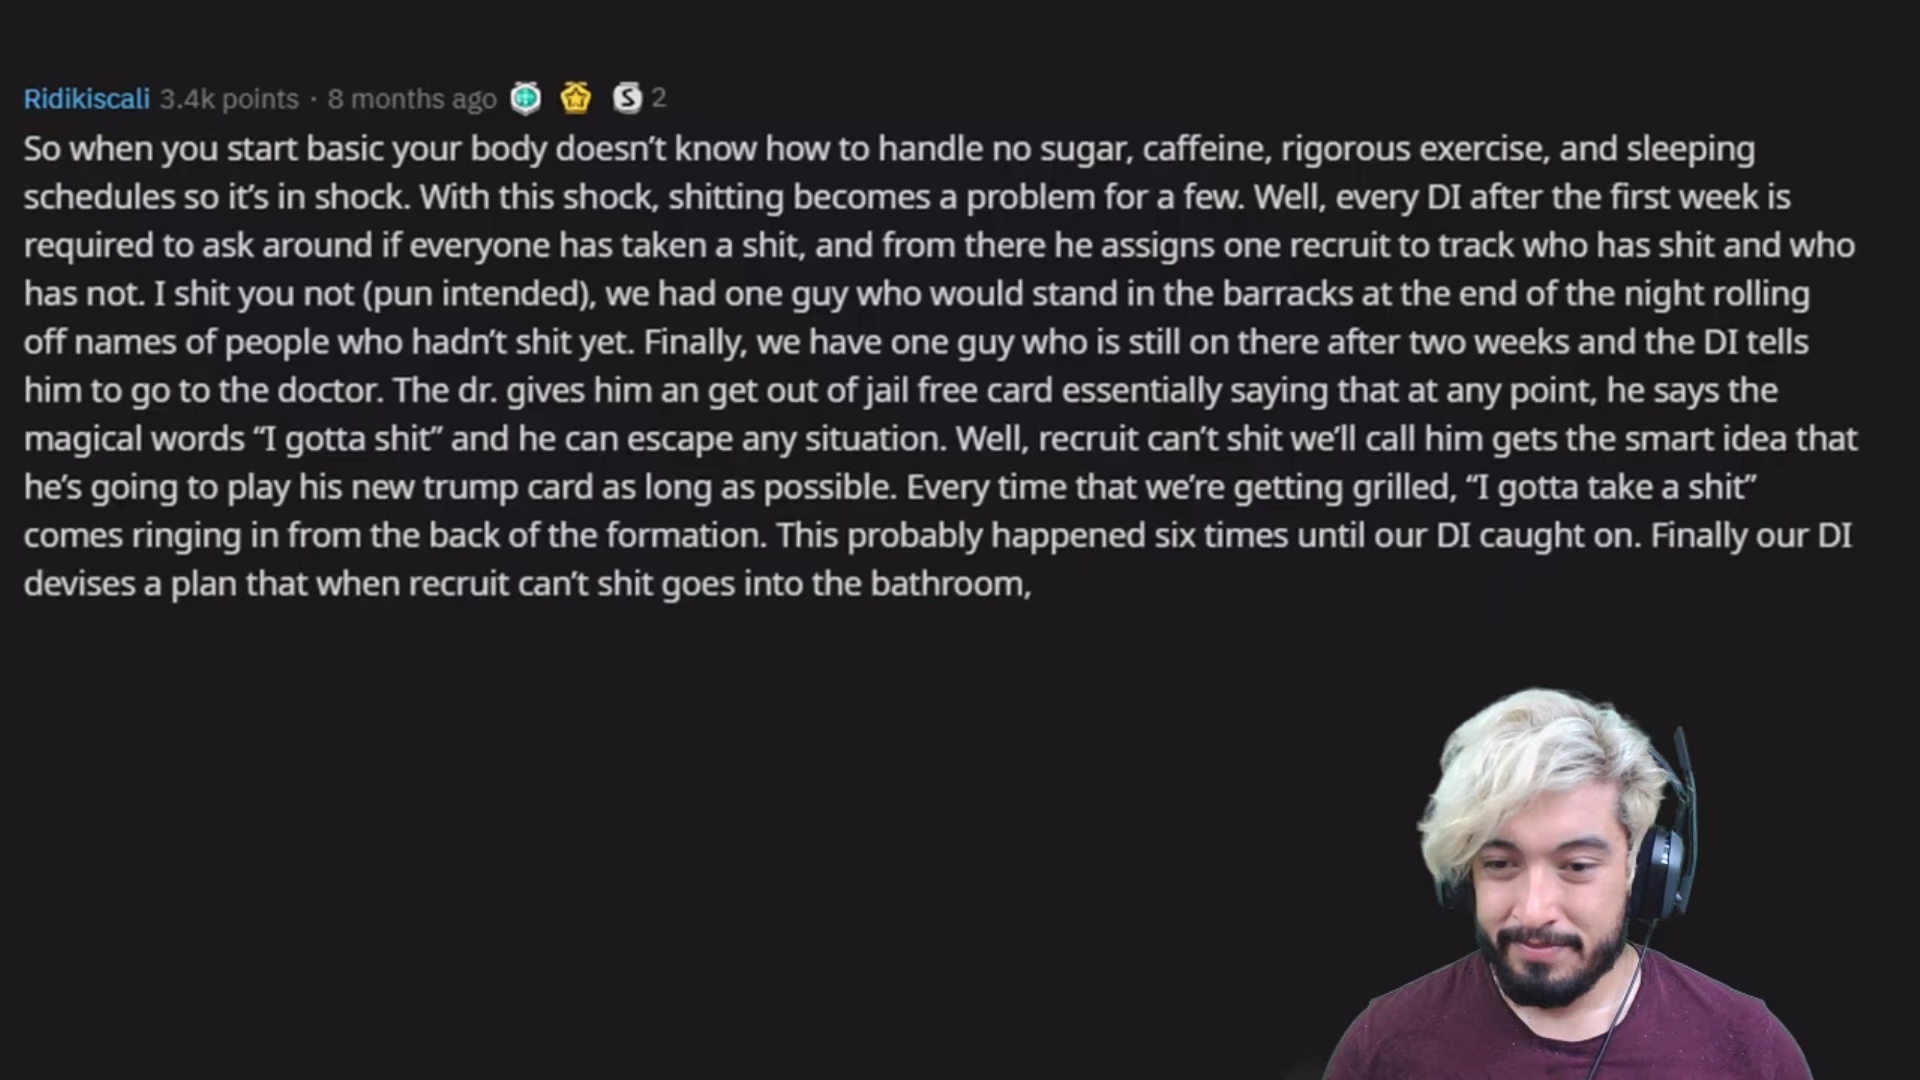 Ridikiscali 3.4k points · 8 months ago 2
So when you start basic your body doesn’t know how to handle no sugar, caffeine, rigorous exercise, and sleeping
schedules so it’s in shock. With this shock, shitting becomes a problem for a few. Well, every DI after the first week is
required to ask around if everyone has taken a shit, and from there he assigns one recruit to track who has shit and who
has not. I shit you not (pun intended), we had one guy who would stand in the barracks at the end of the night rolling
off names of people who hadn’t shit yet. Finally, we have one guy who is still on there after two weeks and the DI tells
him to go to the doctor. The dr. gives him an get out of jail free card essentially saying that at any point, he says the
magical words “I gotta shit” and he can escape any situation. Well, recruit can’t shit we’ll call him gets the smart idea that
he’s going to play his new trump card as long as possible. Every time that we’re getting grilled, “I gotta take a shit”
comes ringing in from the back of the formation. This probably happened six times until our DI caught on. Finally our DI
devises a plan that when recruit can’t shit goes into the bathroom,